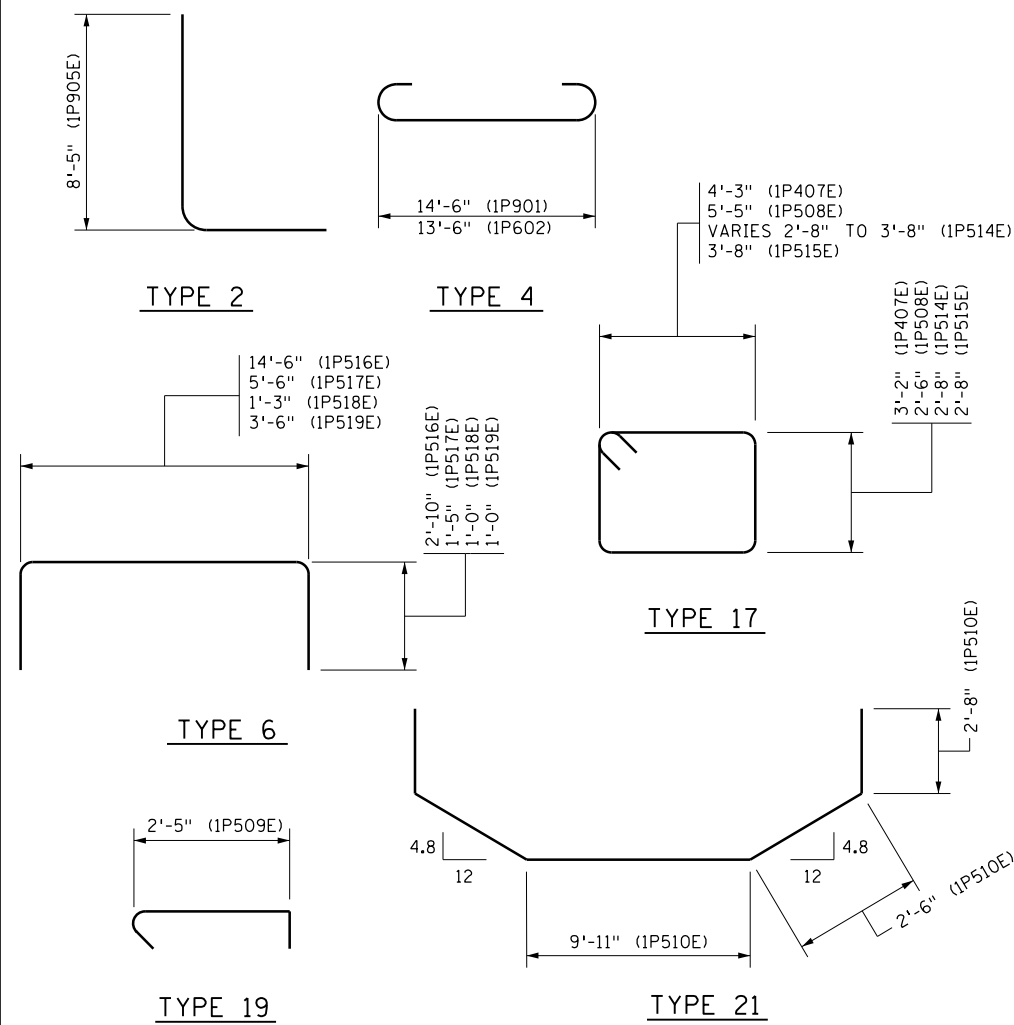 8'-5" (1P905E)
TYPE 2
14'-6" (1P901)
13'-6" (1P602)
TYPE 4
4'-3" (1P407E)
5'-5" (1P508E)
VARIES 2'-8" TO 3'-8" (1P514E)
3'-8" (1P515E)
3'-2" (1P407E)
2'-6" (1P508E)
2'-8" (1P514E)
2'-8" (1P515E)
TYPE 17
14'-6" (1P516E)
5'-6" (1P517E)
1'-3" (1P518E)
3'-6" (1P519E)
2'-10" (1P516E)
1'-5" (1P517E)
1'-0" (1P518E)
1'-0" (1P519E)
TYPE 6
2'-5" (1P509E)
TYPE 19
2'-8" (1P510E)
4.8
12
12
4.8
2'-6" (1P510E)
9'-11" (1P510E)
TYPE 21